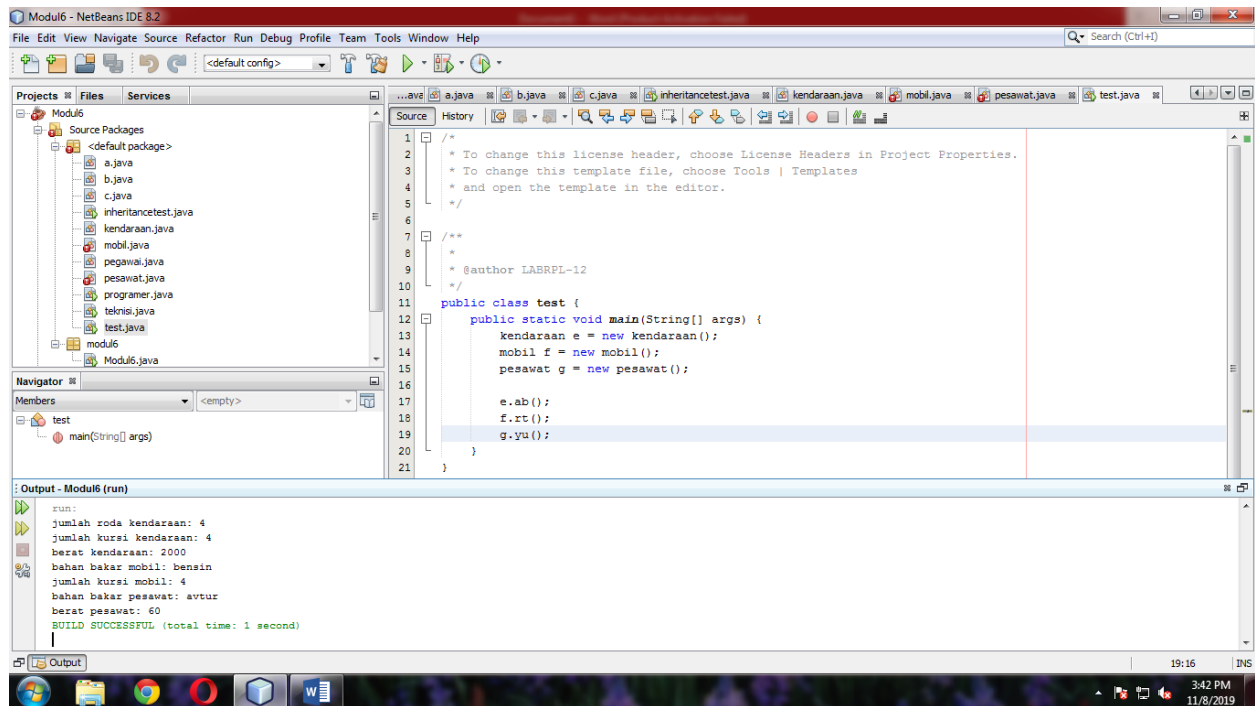 Modul6 - NetBeans IDE 8.2
File Edit View Navigate Source Refactor Run Debug Profile Team Tools Window Help
Search (Ctrl+I)
<default config>
Projects Files Services
...ava a.java b.java c.java inheritancetest.java kendaraan.java mobil.java pesawat.java test.java
Modul6
Source Packages
<default package>
a.java
b.java
c.java
inheritancetest.java
kendaraan.java
mobil.java
pegawai.java
pesawat.java
programer.java
teknisi.java
test.java
modul6
Modul6.java
Navigator
Members <empty>
test
main(String[] args)
Source History
1 /*
2 * To change this license header, choose License Headers in Project Properties.
3 * To change this template file, choose Tools | Templates
4 * and open the template in the editor.
5 */
6
7 /**
8 *
9 * @author LABRPL-12
10 */
11 public class test {
12 public static void main(String[] args) {
13 kendaraan e = new kendaraan();
14 mobil f = new mobil();
15 pesawat g = new pesawat();
16
17 e.ab();
18 f.rt();
19 g.yu();
20 }
21 }
Output - Modul6 (run)
run:
jumlah roda kendaraan: 4
jumlah kursi kendaraan: 4
berat kendaraan: 2000
bahan bakar mobil: bensin
jumlah kursi mobil: 4
bahan bakar pesawat: avtur
berat pesawat: 60
BUILD SUCCESSFUL (total time: 1 second)
Output
19:16 INS
3:42 PM
11/8/2019